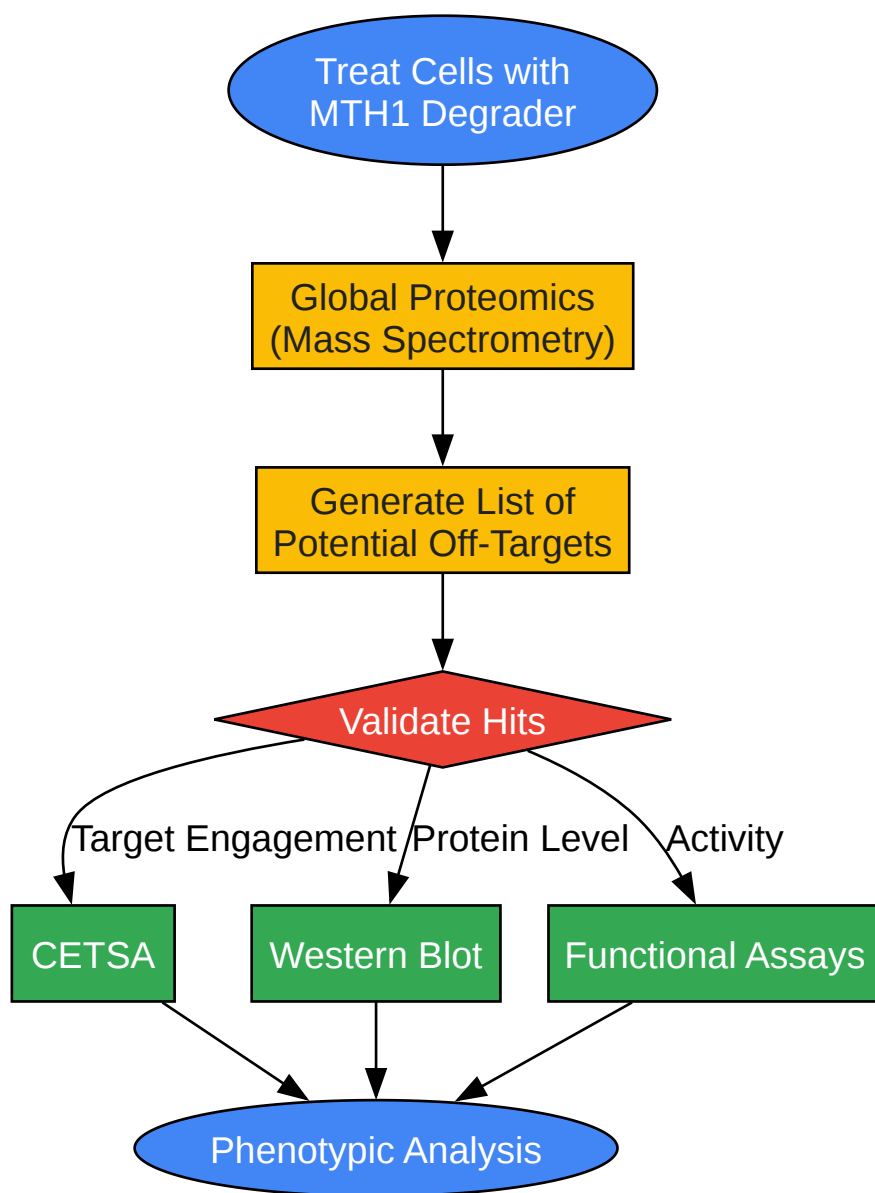 Treat Cells with
MTH1 Degrader
Global Proteomics
(Mass Spectrometry)
Generate List of
Potential Off-Targets
Validate Hits
Target Engagement
Protein Level
Activity
CETSA
Western Blot
Functional Assays
Phenotypic Analysis